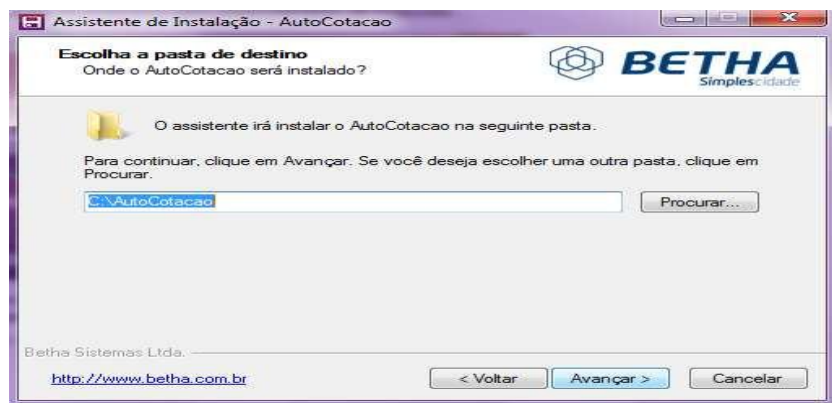 Assistente de Instalação - AutoCotacao
Escolha a pasta de destino
Onde o AutoCotacao será instalado?
BETHA
Simplescidade
O assistente irá instalar o AutoCotacao na seguinte pasta.
Para continuar, clique em Avançar. Se você deseja escolher uma outra pasta, clique em
Procurar.
C:\AutoCotacao
Procurar...
Betha Sistemas Ltda.
http://www.betha.com.br
< Voltar
Avançar >
Cancelar